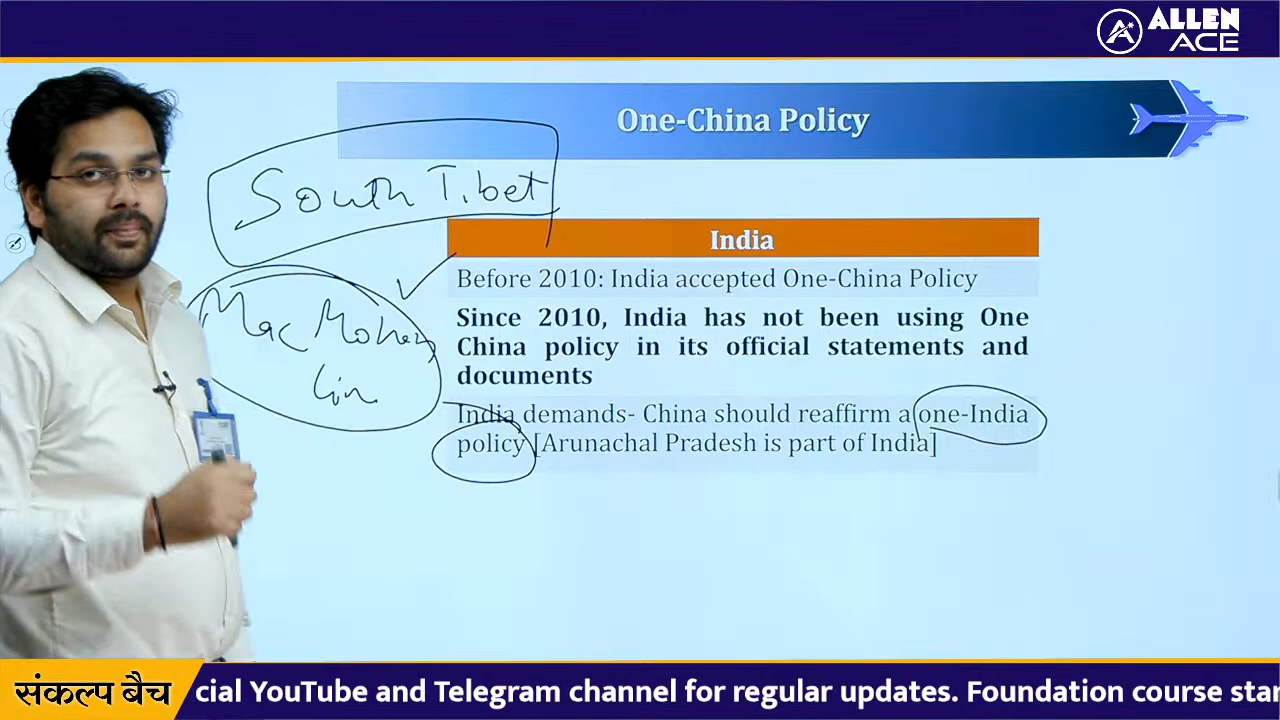 ALLEN
ACE
One-China Policy
South Tibet
India
Before 2010: India accepted One-China Policy
Since 2010, India has not been using One
China policy in its official statements and
documents
India demands- China should reaffirm a one-India
policy [Arunachal Pradesh is part of India]
Mac Mohan
Lin
संकल्प बैच
cial YouTube and Telegram channel for regular updates. Foundation course star